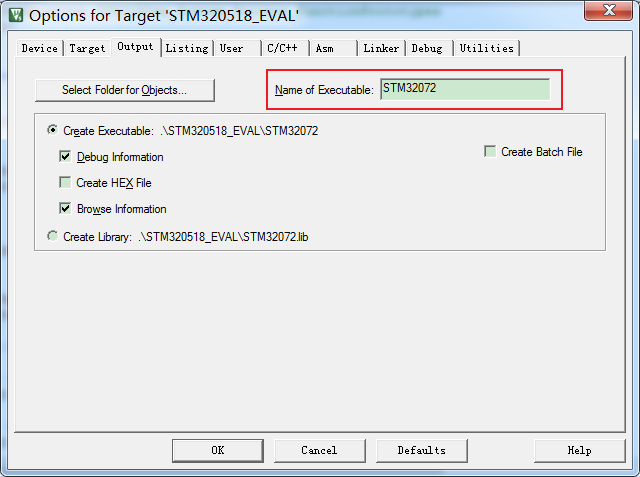 Options for Target 'STM320518_EVAL'
Device Target Output Listing User C/C++ Asm Linker Debug Utilities
Select Folder for Objects... Name of Executable: STM32072
Create Executable: .\STM320518_EVAL\STM32072
Debug Information Create Batch File
Create HEX File
Browse Information
Create Library: .\STM320518_EVAL\STM32072.lib
OK Cancel Defaults Help